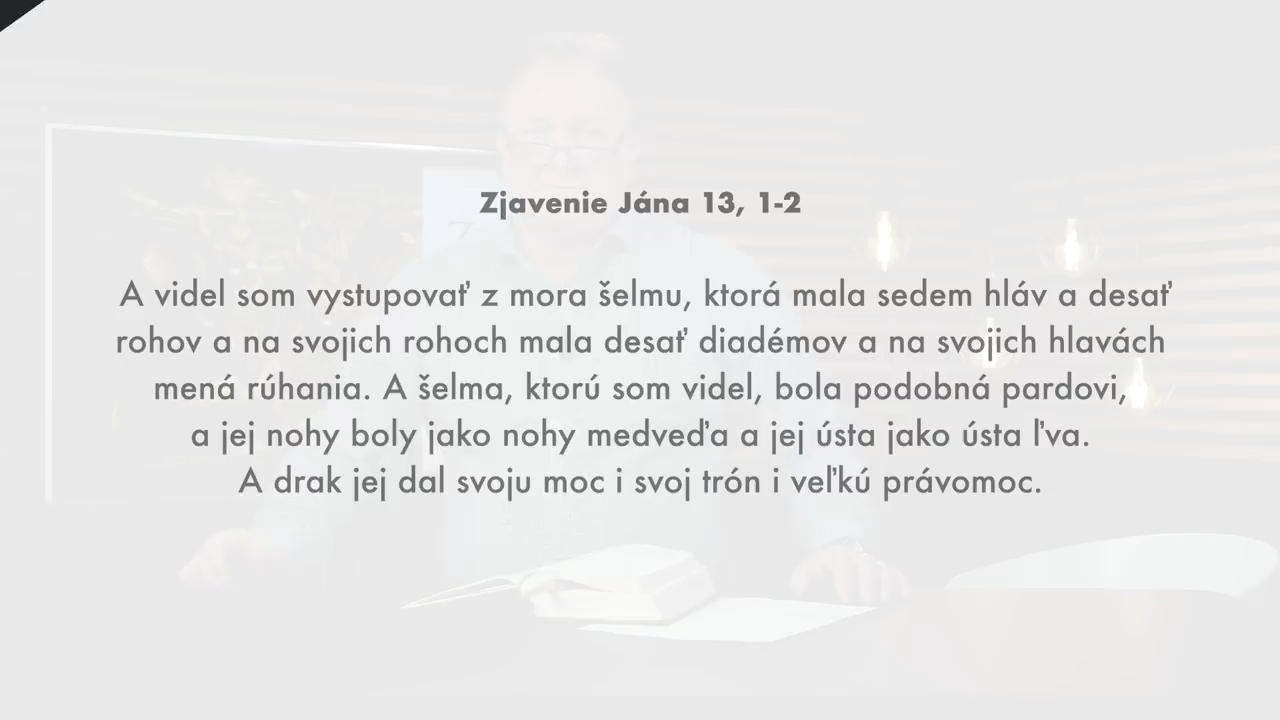 Zjavenie Jána 13, 1-2
A videl som vystupovať z mora šelmu, ktorá mala sedem hláv a desať
rohov a na svojich rohoch mala desať diadémov a na svojich hlavách
mená rúhania. A šelma, ktorú som videl, bola podobná pardovi,
a jej nohy boly jako nohy medveďa a jej ústa jako ústa ľva.
A drak jej dal svoju moc i svoj trón i veľkú právomoc.